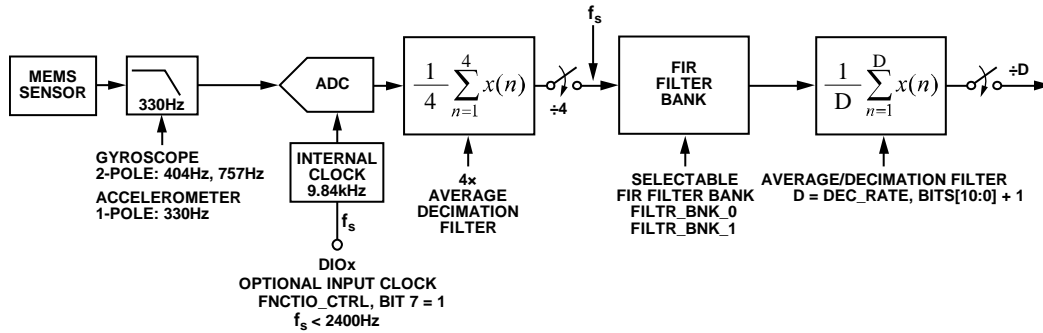 MEMS
SENSOR
330Hz
GYROSCOPE
2-POLE: 404Hz, 757Hz
ACCELEROMETER
1-POLE: 330Hz
ADC
INTERNAL
CLOCK
9.84kHz
fs
DIOx
OPTIONAL INPUT CLOCK
FNCTIO_CTRL, BIT 7 = 1
fs < 2400Hz
1/4 4∑n=1 x(n)
÷4
4×
AVERAGE
DECIMATION
FILTER
fs
FIR
FILTER
BANK
SELECTABLE
FIR FILTER BANK
FILTR_BNK_0
FILTR_BNK_1
1/D D∑n=1 x(n)
÷D
AVERAGE/DECIMATION FILTER
D = DEC_RATE, BITS[10:0] + 1